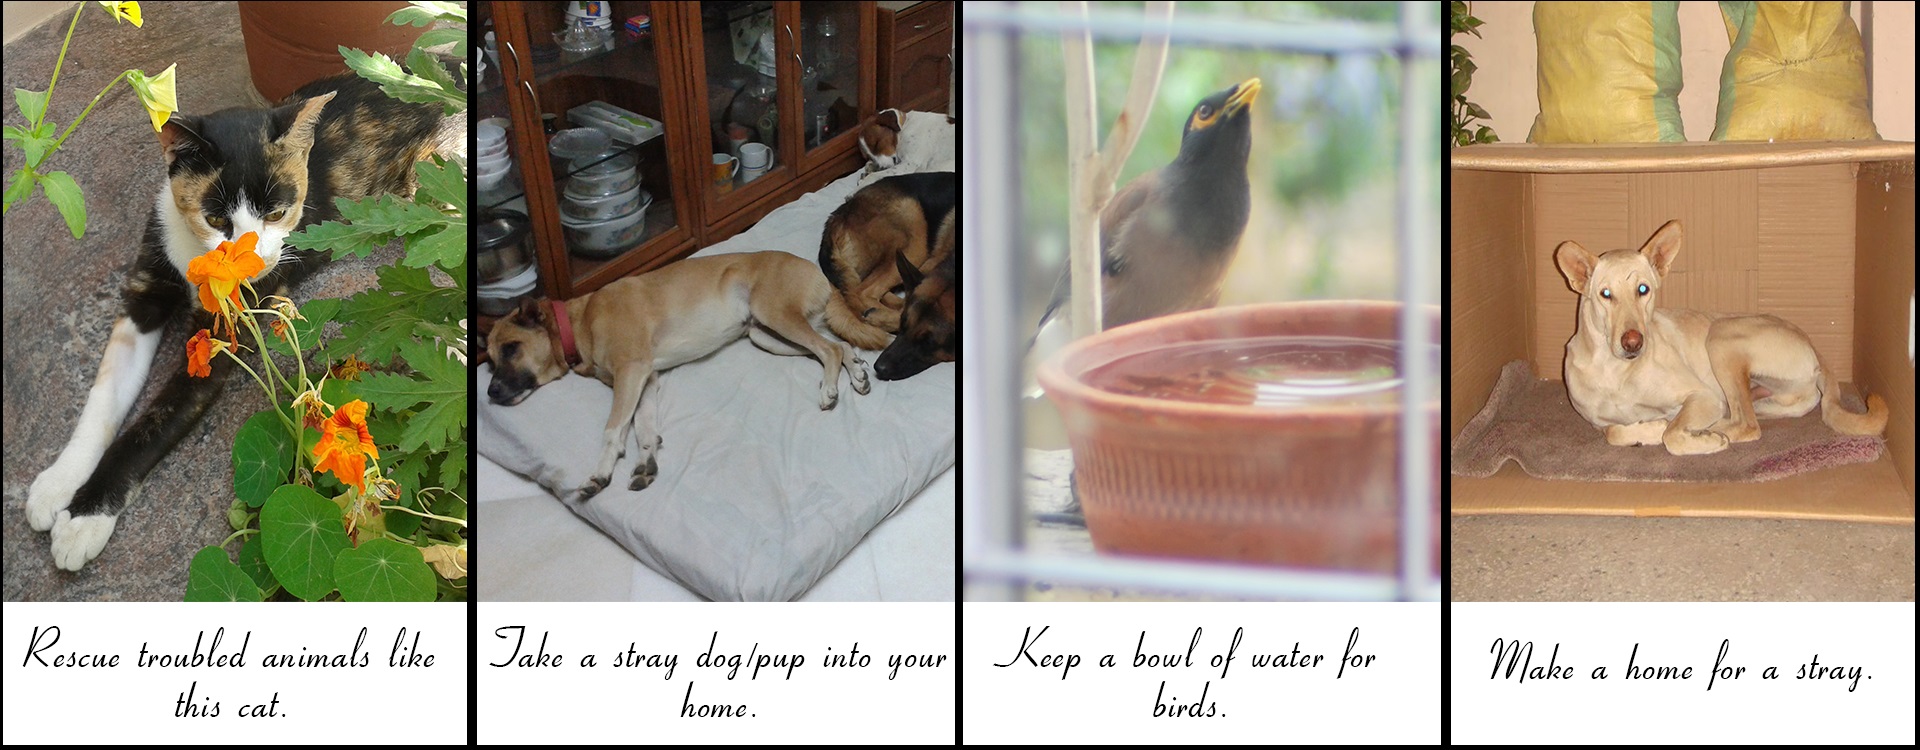 Rescue troubled animals like
this cat.
Take a stray dog/pup into your
home.
Keep a bowl of water for
birds.
Make a home for a stray.